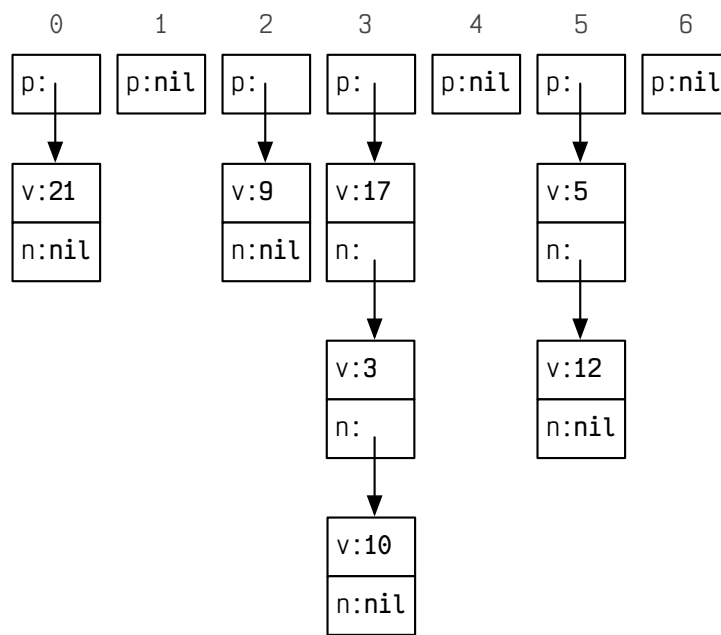 0 1 2 3 4 5 6
p: p:nil p: p: p:nil p: p:nil
v:21 v:9 v:17 v:5
n:nil n:nil n: n:
v:3 v:12
n: n:nil
v:10
n:nil